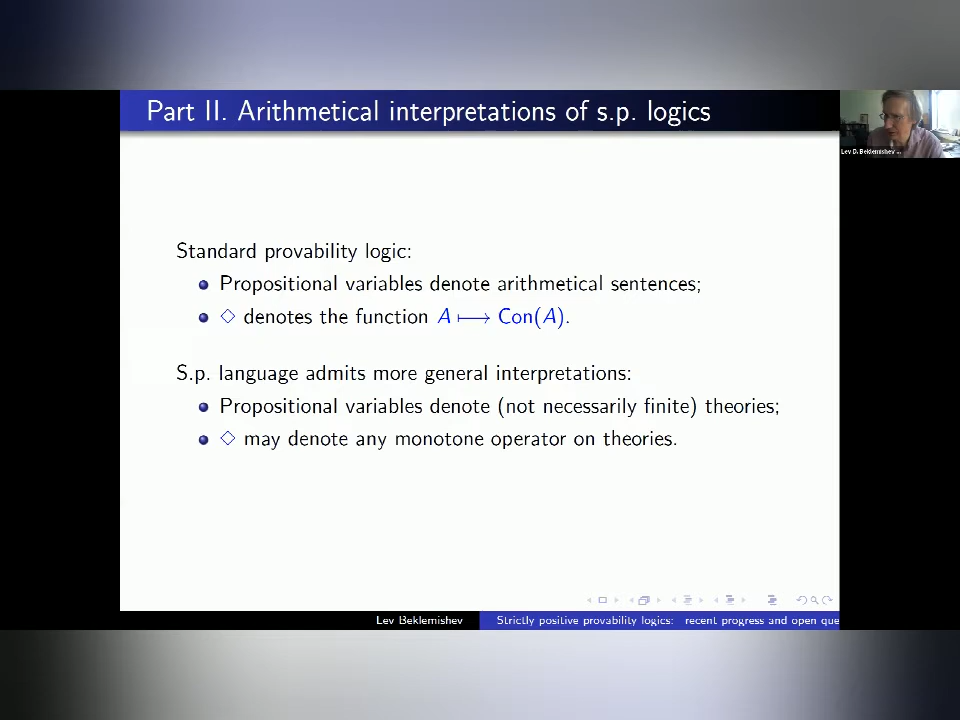 Part II. Arithmetical interpretations of s.p. logics
Lev D. Beklemishev ...
Standard provability logic:
Propositional variables denote arithmetical sentences;
◇ denotes the function A ⟼ Con(A).
S.p. language admits more general interpretations:
Propositional variables denote (not necessarily finite) theories;
◇ may denote any monotone operator on theories.
Lev Beklemishev
Strictly positive provability logics: recent progress and open que